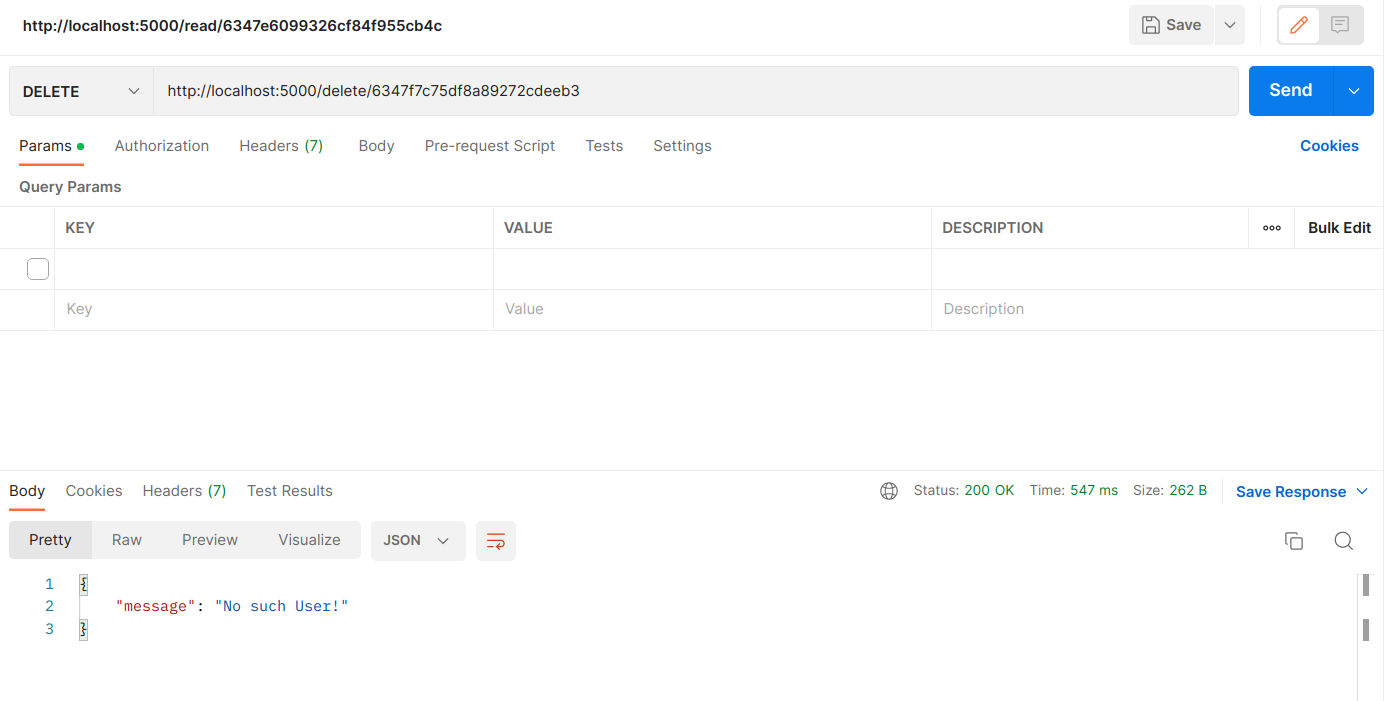 http://localhost:5000/read/6347e6099326cf84f955cb4c Save
DELETE http://localhost:5000/delete/6347f7c75df8a89272cdeeb3 Send
Params Authorization Headers (7) Body Pre-request Script Tests Settings Cookies
Query Params
KEY VALUE DESCRIPTION ooo Bulk Edit
Key Value Description
Body Cookies Headers (7) Test Results Status: 200 OK Time: 547 ms Size: 262 B Save Response
Pretty Raw Preview Visualize JSON
1 {
2 "message": "No such User!"
3 }